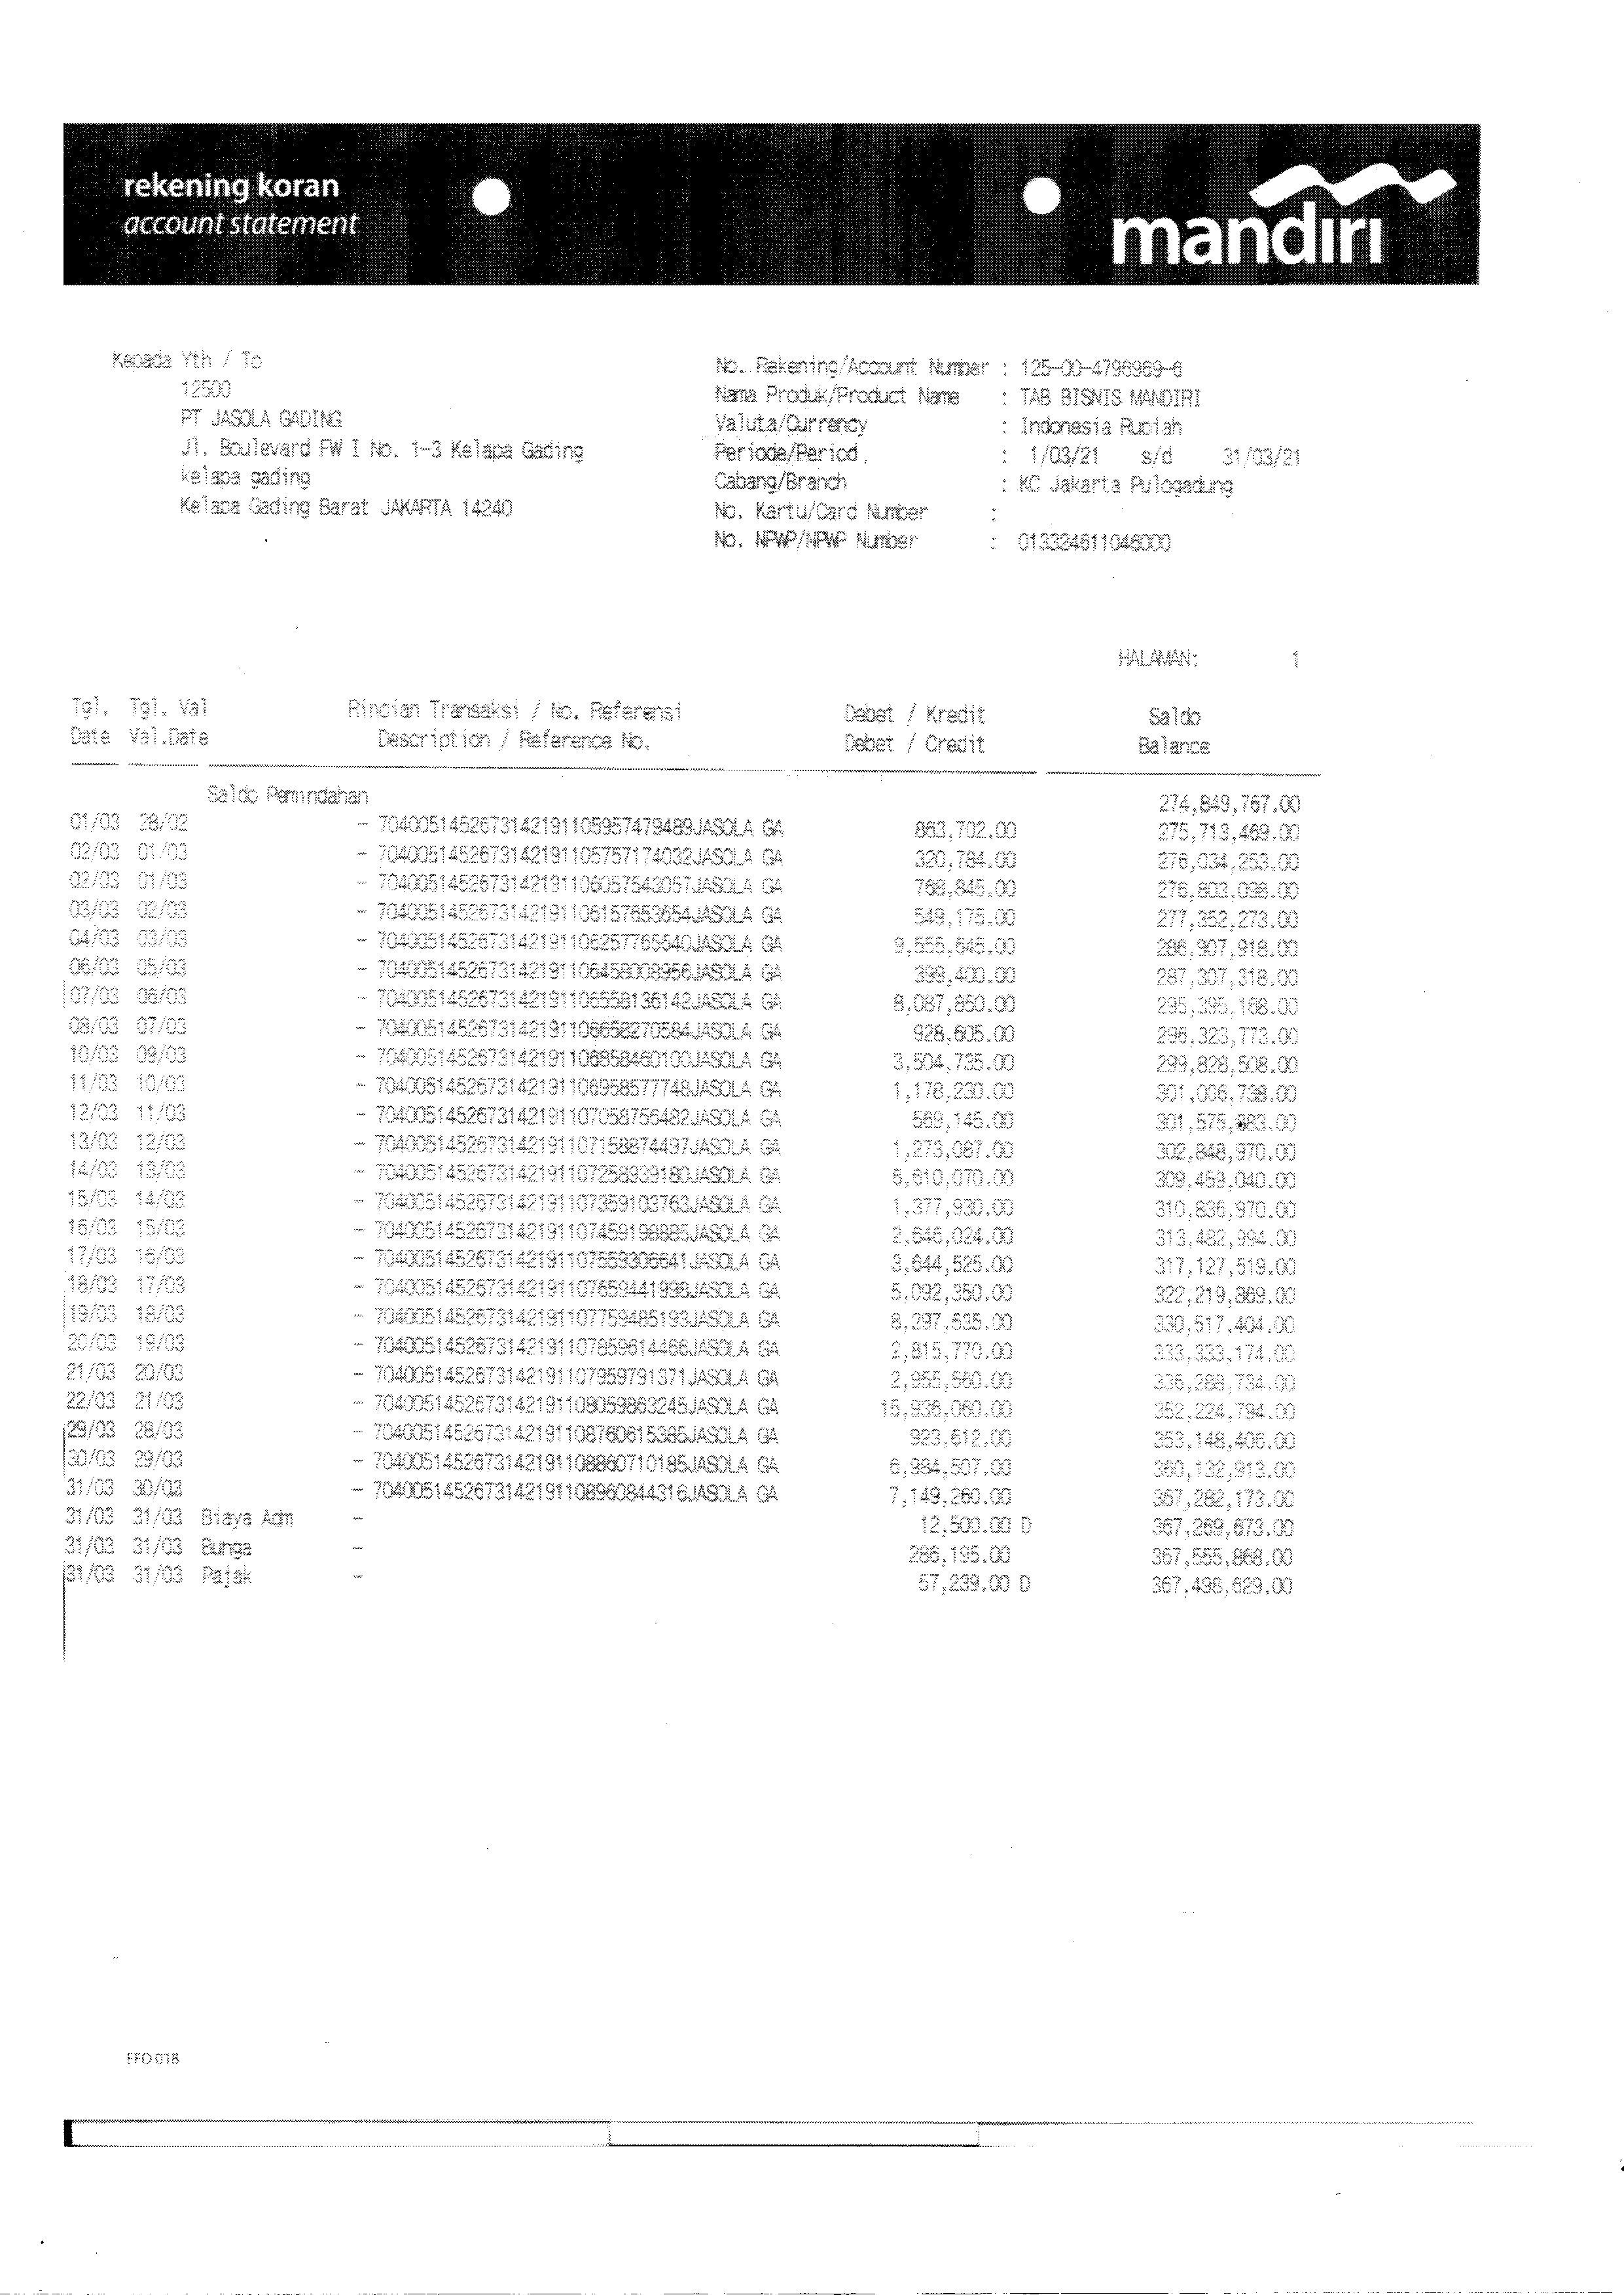 rekening koran
account statement
mandiri
Kepada Yth / To
12500
PT JASOLA GADING
Jl. Boulevard FW I No. 1-3 Kelapa Gading
kelapa gading
Kelapa Gading Barat JAKARTA 14240
No. Rekening/Account Number : 125-00-4796969-6
Nama Produk/Product Name : TAB BISNIS MANDIRI
Valuta/Currency : Indonesia Rupiah
Periode/Period : 1/03/21 s/d 31/03/21
Cabang/Branch : KC Jakarta Pulogadung
No. Kartu/Card Number :
No. NPWP/NPWP Number : 013324611046000
HALAMAN: 1
Tgl. Tgl. Val Rincian Transaksi / No. Referensi Debet / Kredit Saldo
Date Val.Date Description / Reference No. Debet / Credit Balance
Saldo Pemindahan 274,849,767.00
01/03 28/02 - 7040051452673142191105957479489JASOLA GA 863,702.00 275,713,469.00
02/03 01/03 - 7040051452673142191105757174032JASOLA GA 320,784.00 276,034,253.00
02/03 01/03 - 7040051452673142191106057543057JASOLA GA 768,845.00 276,803,098.00
03/03 02/03 - 7040051452673142191106157653654JASOLA GA 549,175.00 277,352,273.00
04/03 03/03 - 7040051452673142191106257765540JASOLA GA 9,555,645.00 286,907,918.00
06/03 05/03 - 7040051452673142191106458008956JASOLA GA 399,400.00 287,307,318.00
07/03 06/03 - 7040051452673142191106558136142JASOLA GA 8,087,850.00 295,395,168.00
08/03 07/03 - 7040051452673142191106658270584JASOLA GA 928,605.00 296,323,773.00
10/03 09/03 - 7040051452673142191106858460100JASOLA GA 3,504,735.00 299,828,508.00
11/03 10/03 - 7040051452673142191106958577748JASOLA GA 1,178,230.00 301,006,738.00
12/03 11/03 - 7040051452673142191107058756482JASOLA GA 569,145.00 301,575,883.00
13/03 12/03 - 7040051452673142191107158874497JASOLA GA 1,273,087.00 302,848,970.00
14/03 13/03 - 7040051452673142191107258939180JASOLA GA 6,610,070.00 309,459,040.00
15/03 14/03 - 7040051452673142191107359103763JASOLA GA 1,377,930.00 310,836,970.00
16/03 15/03 - 7040051452673142191107459198885JASOLA GA 2,646,024.00 313,482,994.00
17/03 16/03 - 7040051452673142191107559306641JASOLA GA 3,644,525.00 317,127,519.00
18/03 17/03 - 7040051452673142191107659441998JASOLA GA 5,092,350.00 322,219,869.00
19/03 18/03 - 7040051452673142191107759485193JASOLA GA 8,297,535.00 330,517,404.00
20/03 19/03 - 7040051452673142191107859614466JASOLA GA 2,815,770.00 333,333,174.00
21/03 20/03 - 7040051452673142191107959791371JASOLA GA 2,955,560.00 336,288,734.00
22/03 21/03 - 7040051452673142191108059863245JASOLA GA 15,936,060.00 352,224,794.00
29/03 28/03 - 7040051452673142191108760615385JASOLA GA 923,612.00 353,148,406.00
30/03 29/03 - 7040051452673142191108860710185JASOLA GA 6,984,507.00 360,132,913.00
31/03 30/03 - 7040051452673142191108960844316JASOLA GA 7,149,260.00 367,282,173.00
31/03 31/03 Biaya Adm - 12,500.00 D 367,269,673.00
31/03 31/03 Bunga - 286,195.00 367,555,868.00
31/03 31/03 Pajak - 57,239.00 D 367,498,629.00
FFO 018